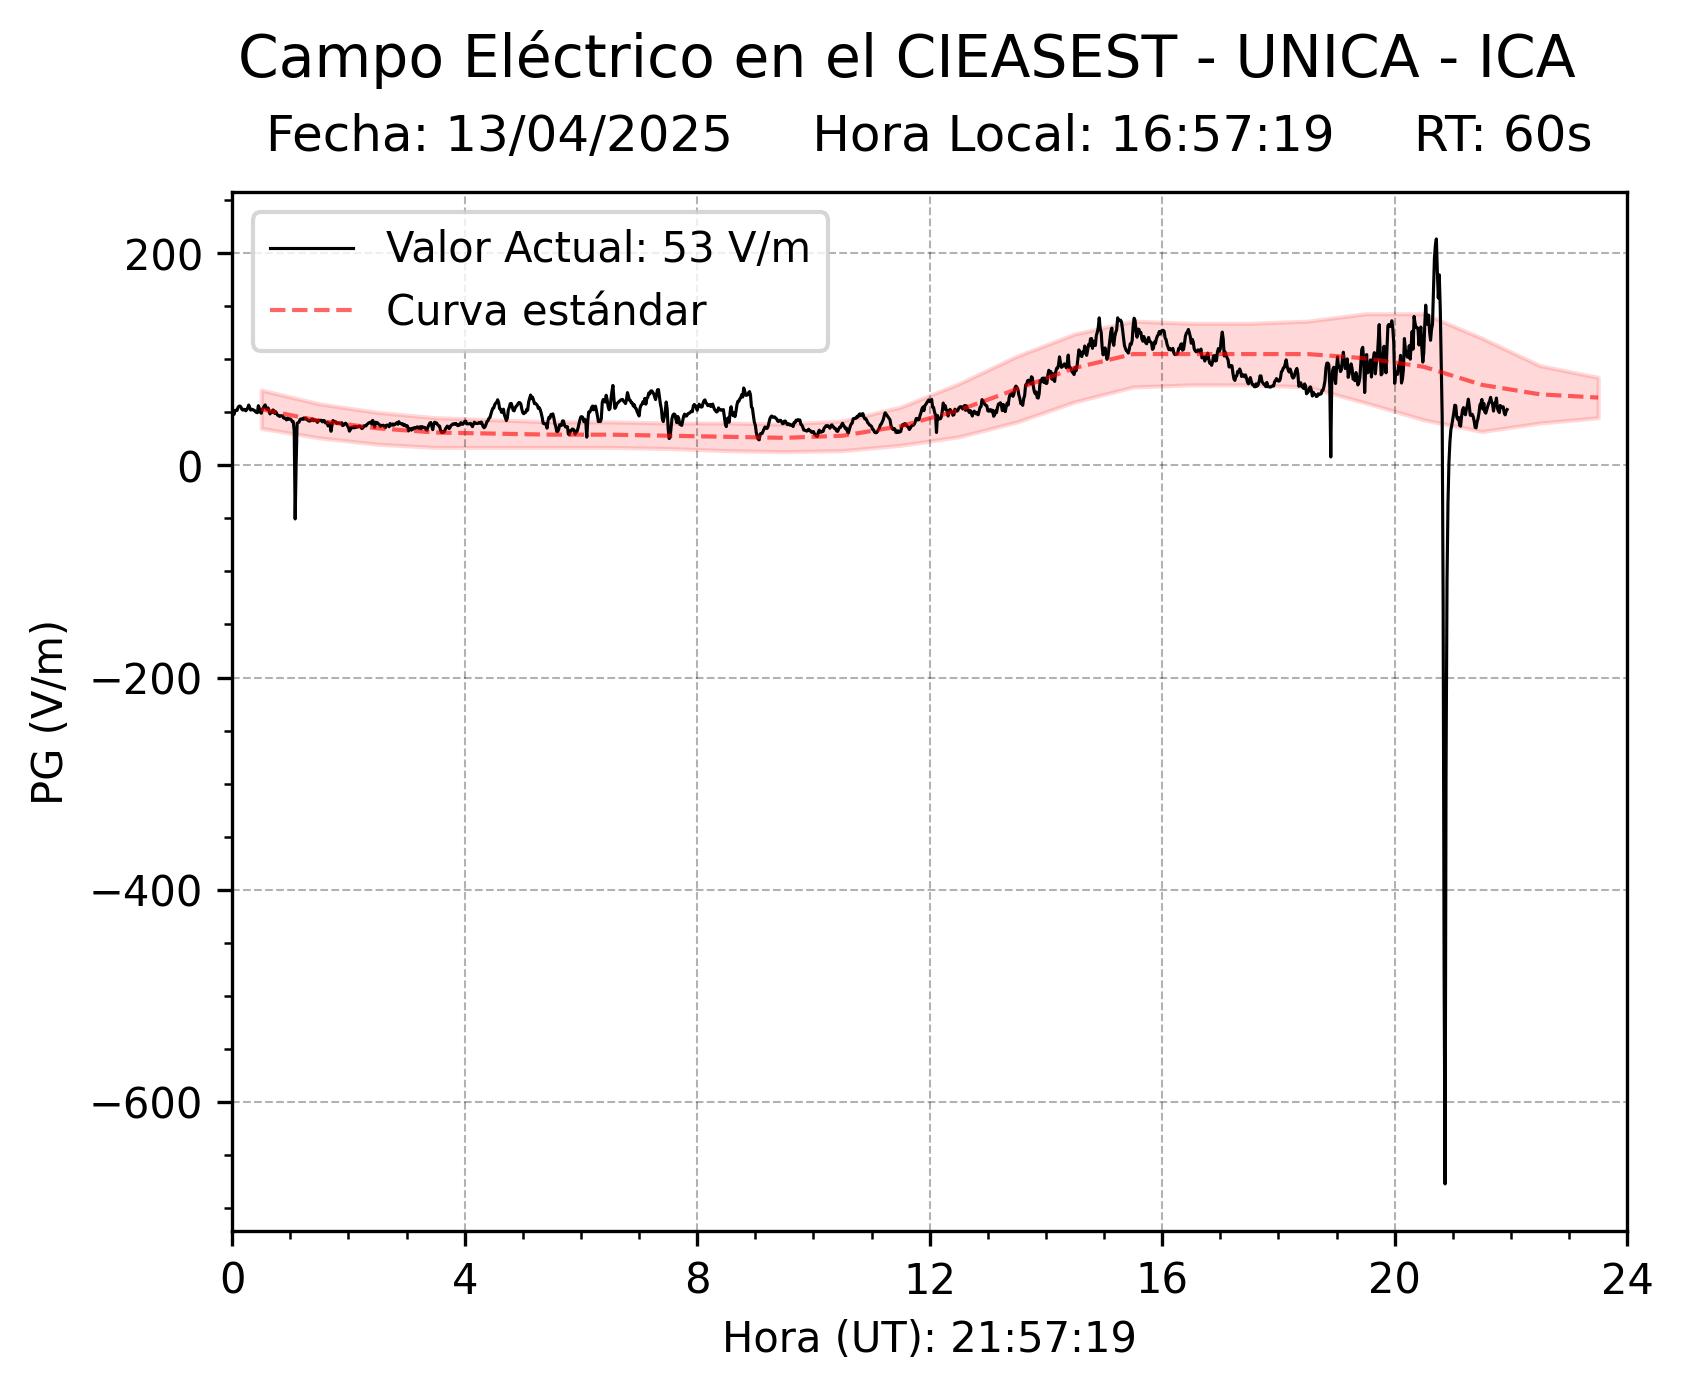 Campo Eléctrico en el CIEASEST - UNICA - ICA
Fecha: 13/04/2025 Hora Local: 16:57:19 RT: 60s
Valor Actual: 53 V/m
Curva estándar
PG (V/m)
200
0
−200
−400
−600
0 4 8 12 16 20 24
Hora (UT): 21:57:19